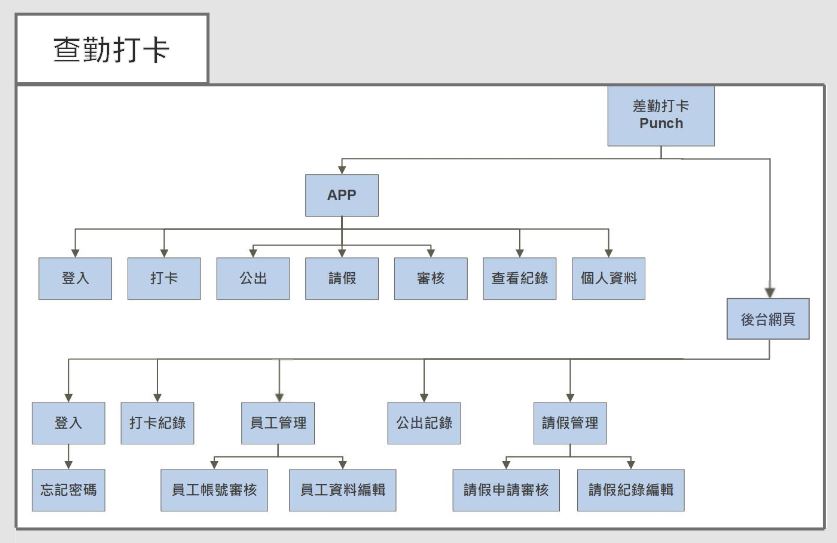 查勤打卡
差勤打卡
Punch
APP
登入
打卡
公出
請假
審核
查看紀錄
個人資料
後台網頁
登入
打卡紀錄
員工管理
公出記錄
請假管理
忘記密碼
員工帳號審核
員工資料編輯
請假申請審核
請假紀錄編輯